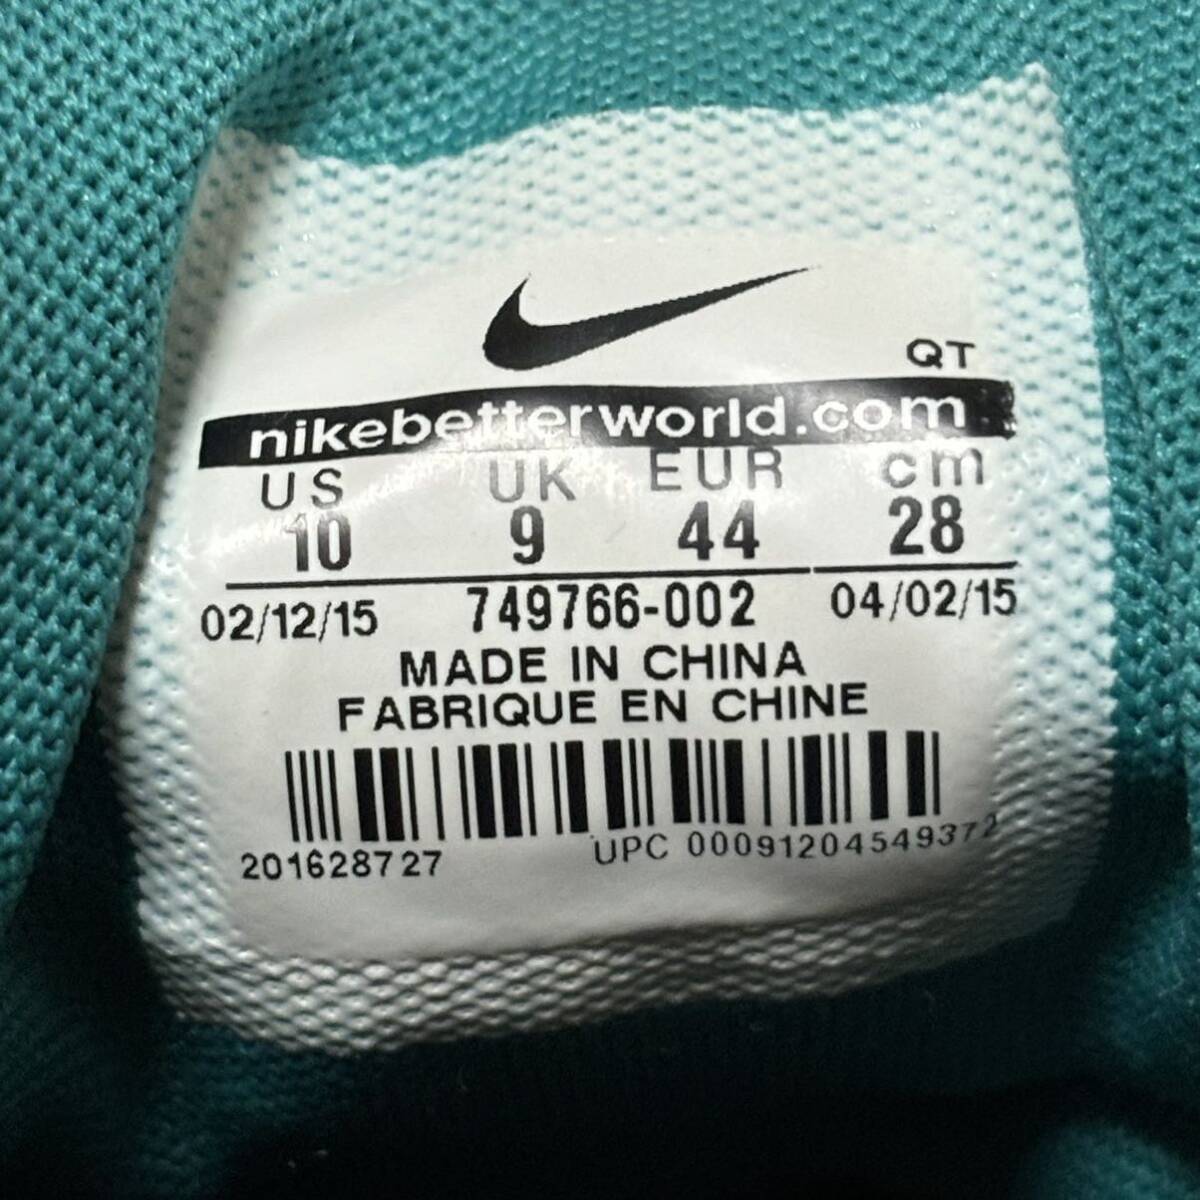 QT
nikebetterworld.com
US UK EUR cm
10 9 44 28
02/12/15 749766-002 04/02/15
MADE IN CHINA
FABRIQUE EN CHINE
201628727 UPC 00091204549372